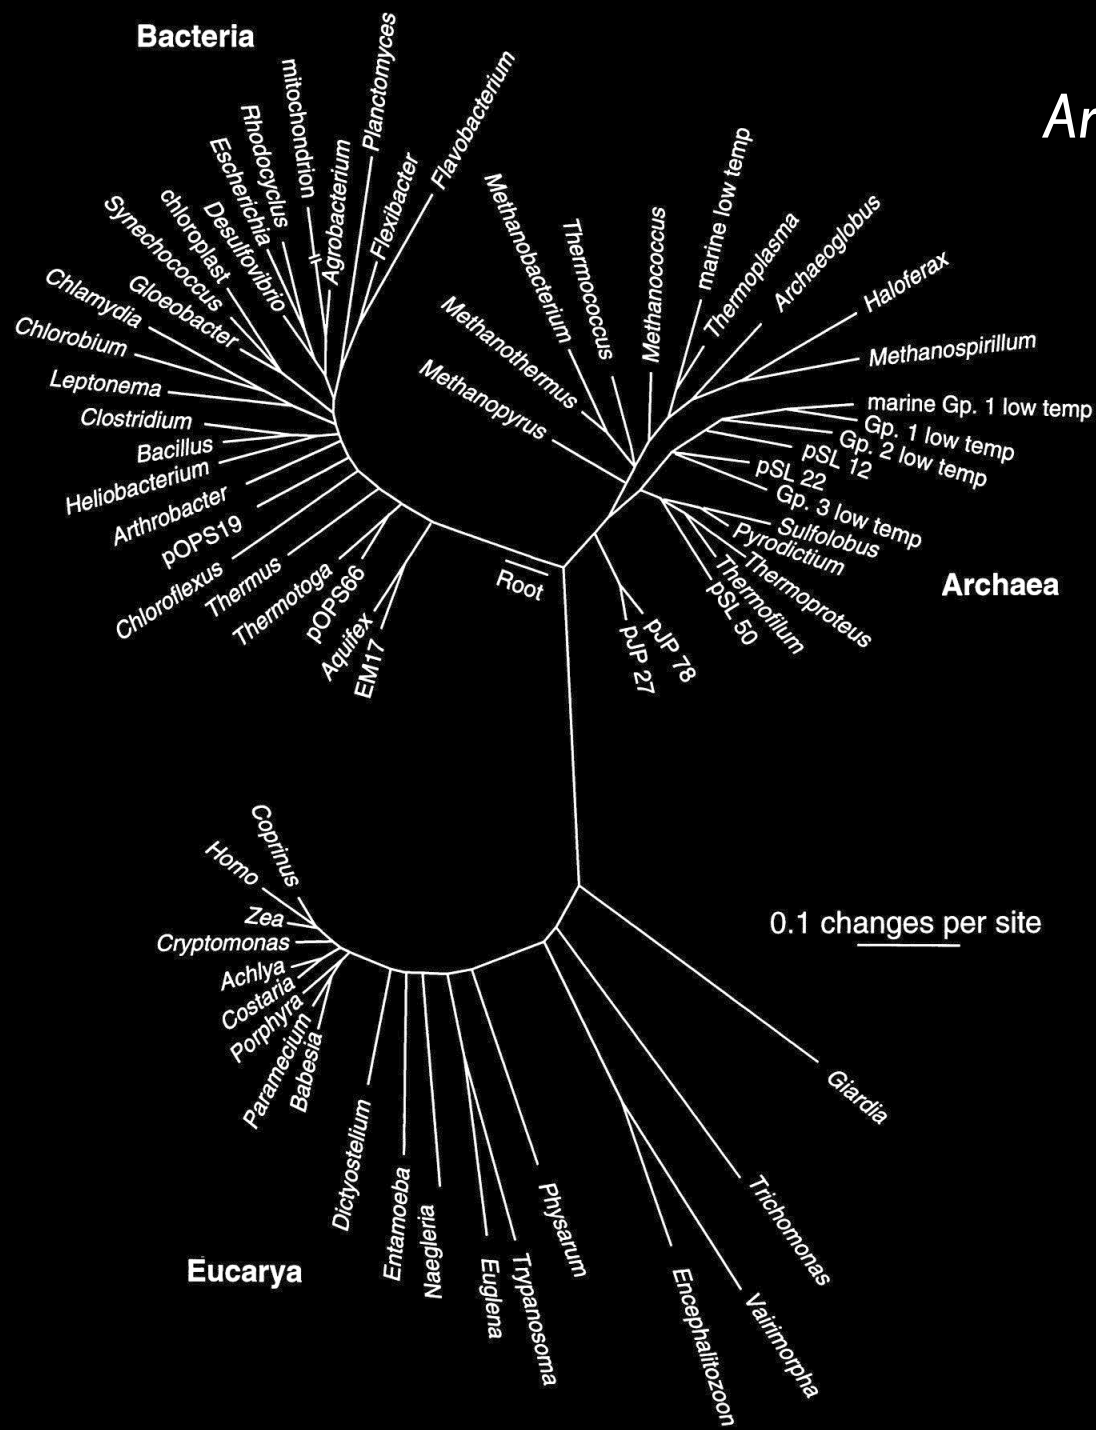 Bacteria
Ar
Planctomyces
Flavobacterium
mitochondrion
Rhodocyclus
Escherichia
Agrobacterium
Flexibacter
Desulfovibrio
chloroplast
Synechococcus
Gloeobacter
Chlamydia
Chlorobium
Leptonema
Clostridium
Bacillus
Heliobacterium
Arthrobacter
pOPS19
Chloroflexus
Thermus
Thermotoga
pOPS66
Aquifex
EM17
Root
Methanopyrus
Methanothermus
Methanobacterium
Thermococcus
Methanococcus
marine low temp
Thermoplasma
Archaeoglobus
Haloferax
Methanospirillum
marine Gp. 1 low temp
Gp. 1 low temp
Gp. 2 low temp
pSL 12
pSL 22
Gp. 3 low temp
Sulfolobus
Pyrodictium
Thermoproteus
Thermofilum
pSL 50
pJP 78
pJP 27
Archaea
Coprinus
Homo
Zea
Cryptomonas
Achlya
Costaria
Porphyra
Paramecium
Babesia
Dictyostelium
Entamoeba
Naegleria
Euglena
Trypanosoma
Physarum
Encephalitozoon
Vairimorpha
Trichomonas
Giardia
0.1 changes per site
Eucarya